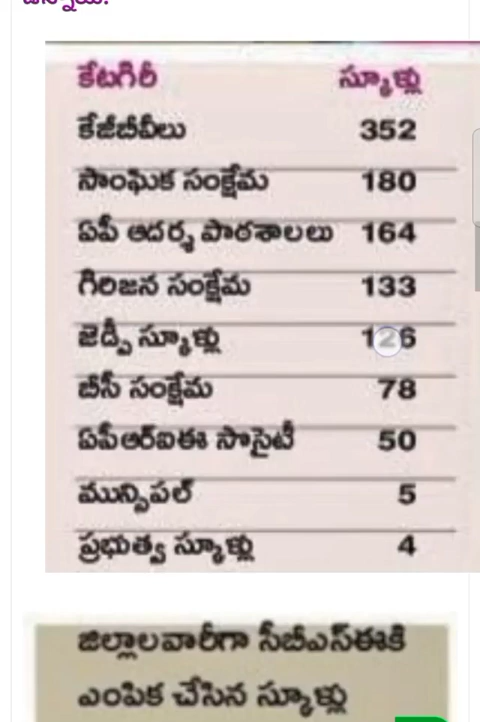 కేటగిరీ స్కూళ్లు
కేజీబీవీలు 352
సాంఘిక సంక్షేమ 180
ఏపీ ఆదర్శ పాఠశాలలు 164
గిరిజన సంక్షేమ 133
జెడ్పీ స్కూళ్లు 126
బీసీ సంక్షేమ 78
ఏపీఆర్ఐఈ సొసైటీ 50
మున్సిపల్ 5
ప్రభుత్వ స్కూళ్లు 4
జిల్లాల వారీగా సీబీఎస్ఈకి
ఎంపిక చేసిన స్కూళ్లు